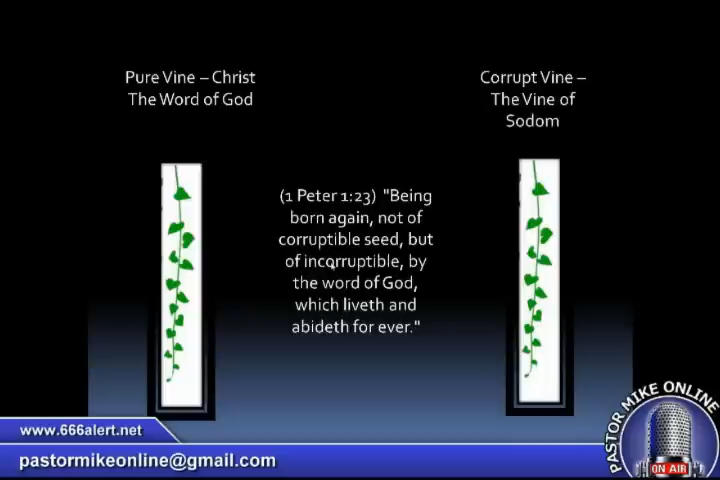 Pure Vine – Christ
The Word of God
Corrupt Vine –
The Vine of
Sodom
(1 Peter 1:23) "Being
born again, not of
corruptible seed, but
of incorruptible, by
the word of God,
which liveth and
abideth for ever."
www.666alert.net
pastormikeonline@gmail.com
PASTOR MIKE ONLINE
ON AIR